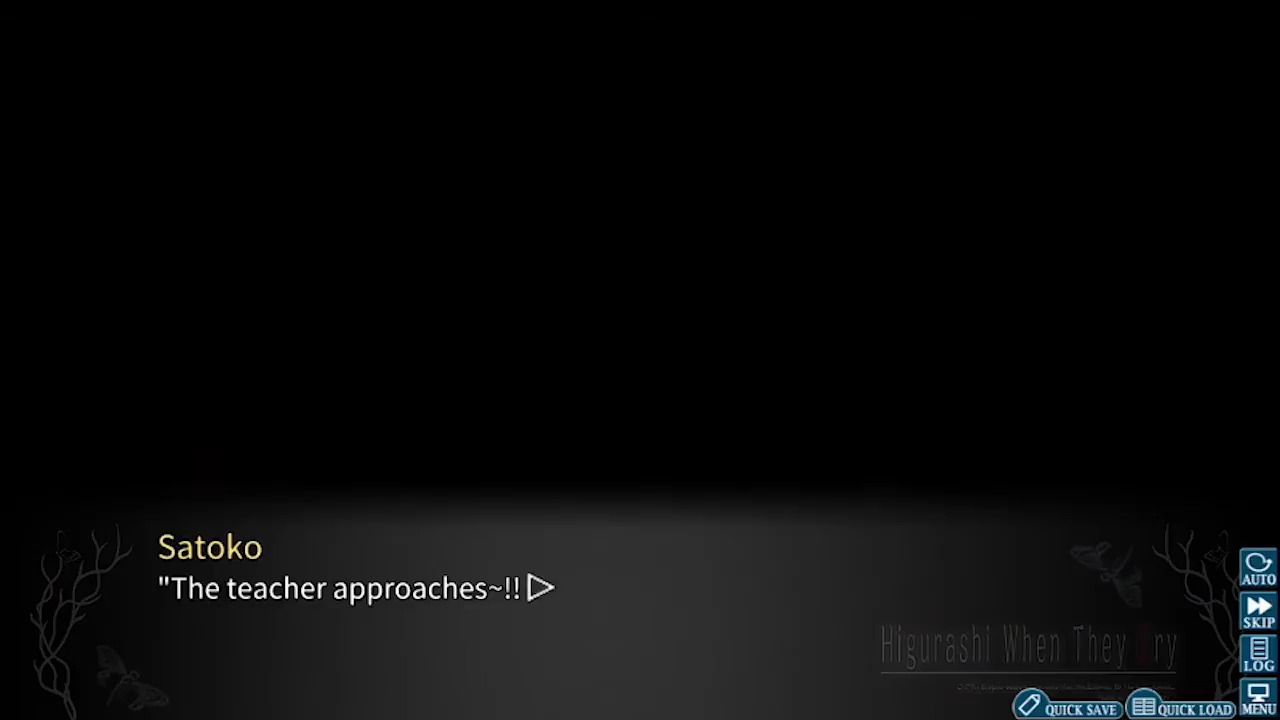 Satoko
"The teacher approaches~!!
Higurashi When They Cry
AUTO
SKIP
LOG
MENU
QUICK SAVE
QUICK LOAD